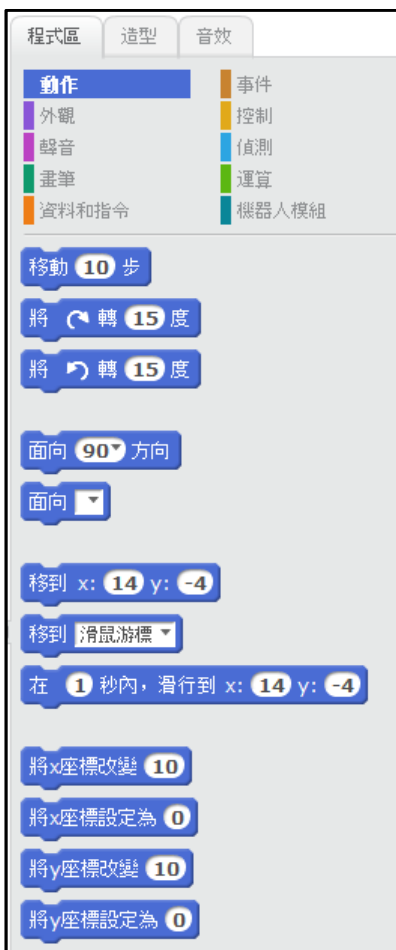 程式區 造型 音效
動作 事件
外觀 控制
聲音 偵測
畫筆 運算
資料和指令 機器人模組
移動 10 步
將 轉 15 度
將 轉 15 度
面向 90 方向
面向
移到 x: 14 y: -4
移到 滑鼠游標
在 1 秒內，滑行到 x: 14 y: -4
將x座標改變 10
將x座標設定為 0
將y座標改變 10
將y座標設定為 0